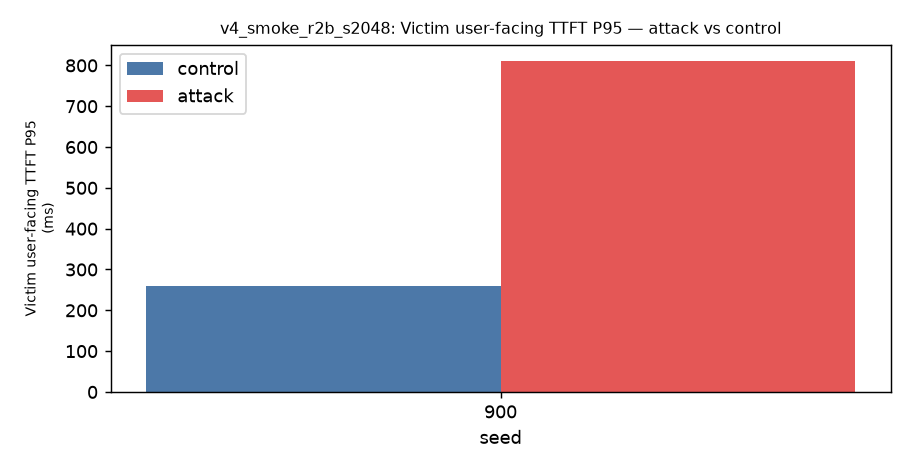 v4_smoke_r2b_s2048: Victim user-facing TTFT P95 — attack vs control
control
attack
Victim user-facing TTFT P95
(ms)
800
700
600
500
400
300
200
100
0
900
seed